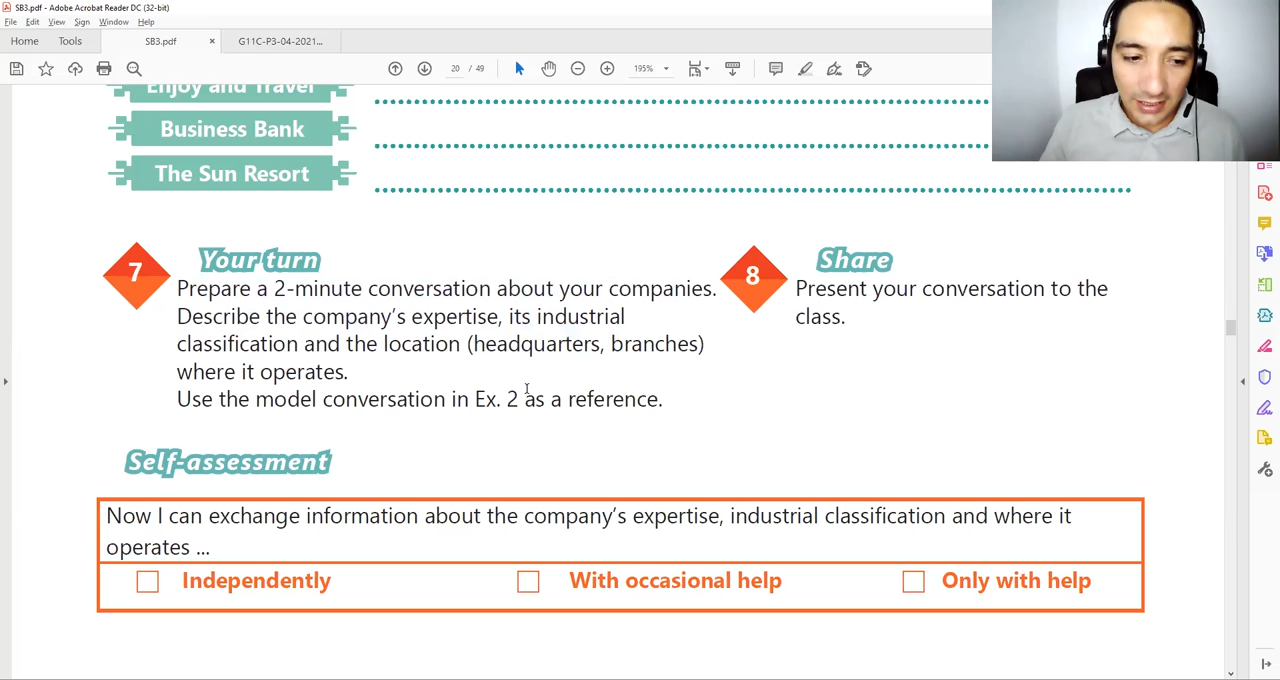 SB3.pdf - Adobe Acrobat Reader DC (32-bit)
File Edit View Sign Window Help
Home Tools SB3.pdf × G11C-P3-04-2021...
20 / 49 195%
Enjoy and Travel
Business Bank
The Sun Resort
7 Your turn
Prepare a 2-minute conversation about your companies.
Describe the company's expertise, its industrial
classification and the location (headquarters, branches)
where it operates.
Use the model conversation in Ex. 2 as a reference.
8 Share
Present your conversation to the
class.
Self-assessment
Now I can exchange information about the company's expertise, industrial classification and where it
operates ...
Independently With occasional help Only with help